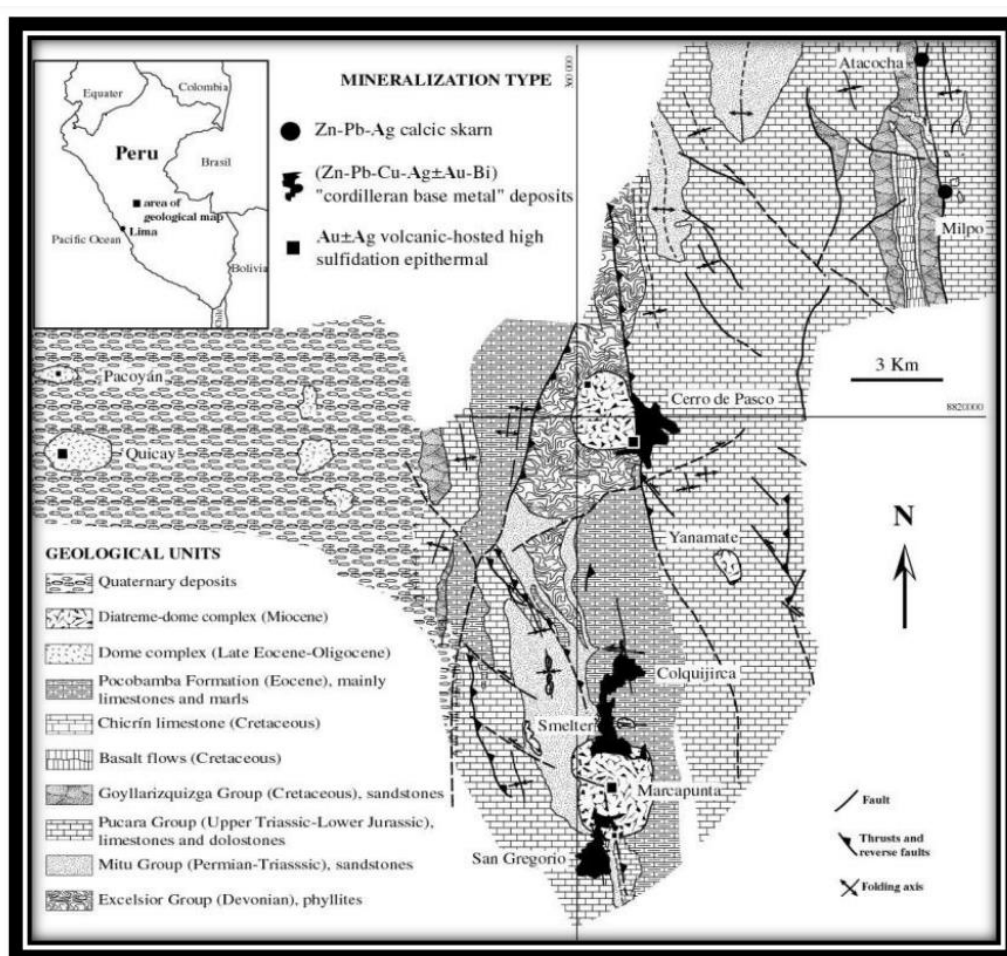 Equater
Colombia
Peru
Brasil
area of
geological map
Lima
Pacific Ocean
Bolivia
Chile
MINERALIZATION TYPE
Zn-Pb-Ag calcic skarn
(Zn-Pb-Cu-Ag±Au-Bi)
"cordilleran base metal" deposits
Au±Ag volcanic-hosted high
sulfidation epithermal
Atacocha
Milpo
3 Km
8820000
Cerro de Pasco
Pacoyán
Quicay
N
Yanamate
Colquijirca
Smelter
Marcapunta
San Gregorio
GEOLOGICAL UNITS
Quaternary deposits
Diatreme-dome complex (Miocene)
Dome complex (Late Eocene-Oligocene)
Pocobamba Formation (Eocene), mainly
limestones and marls
Chicrín limestone (Cretaceous)
Basalt flows (Cretaceous)
Goyllarizquizga Group (Cretaceous), sandstones
Pucara Group (Upper Triassic-Lower Jurassic),
limestones and dolostones
Mitu Group (Permian-Triasssic), sandstones
Excelsior Group (Devonian), phyllites
Fault
Thrusts and
reverse faults
Folding axis